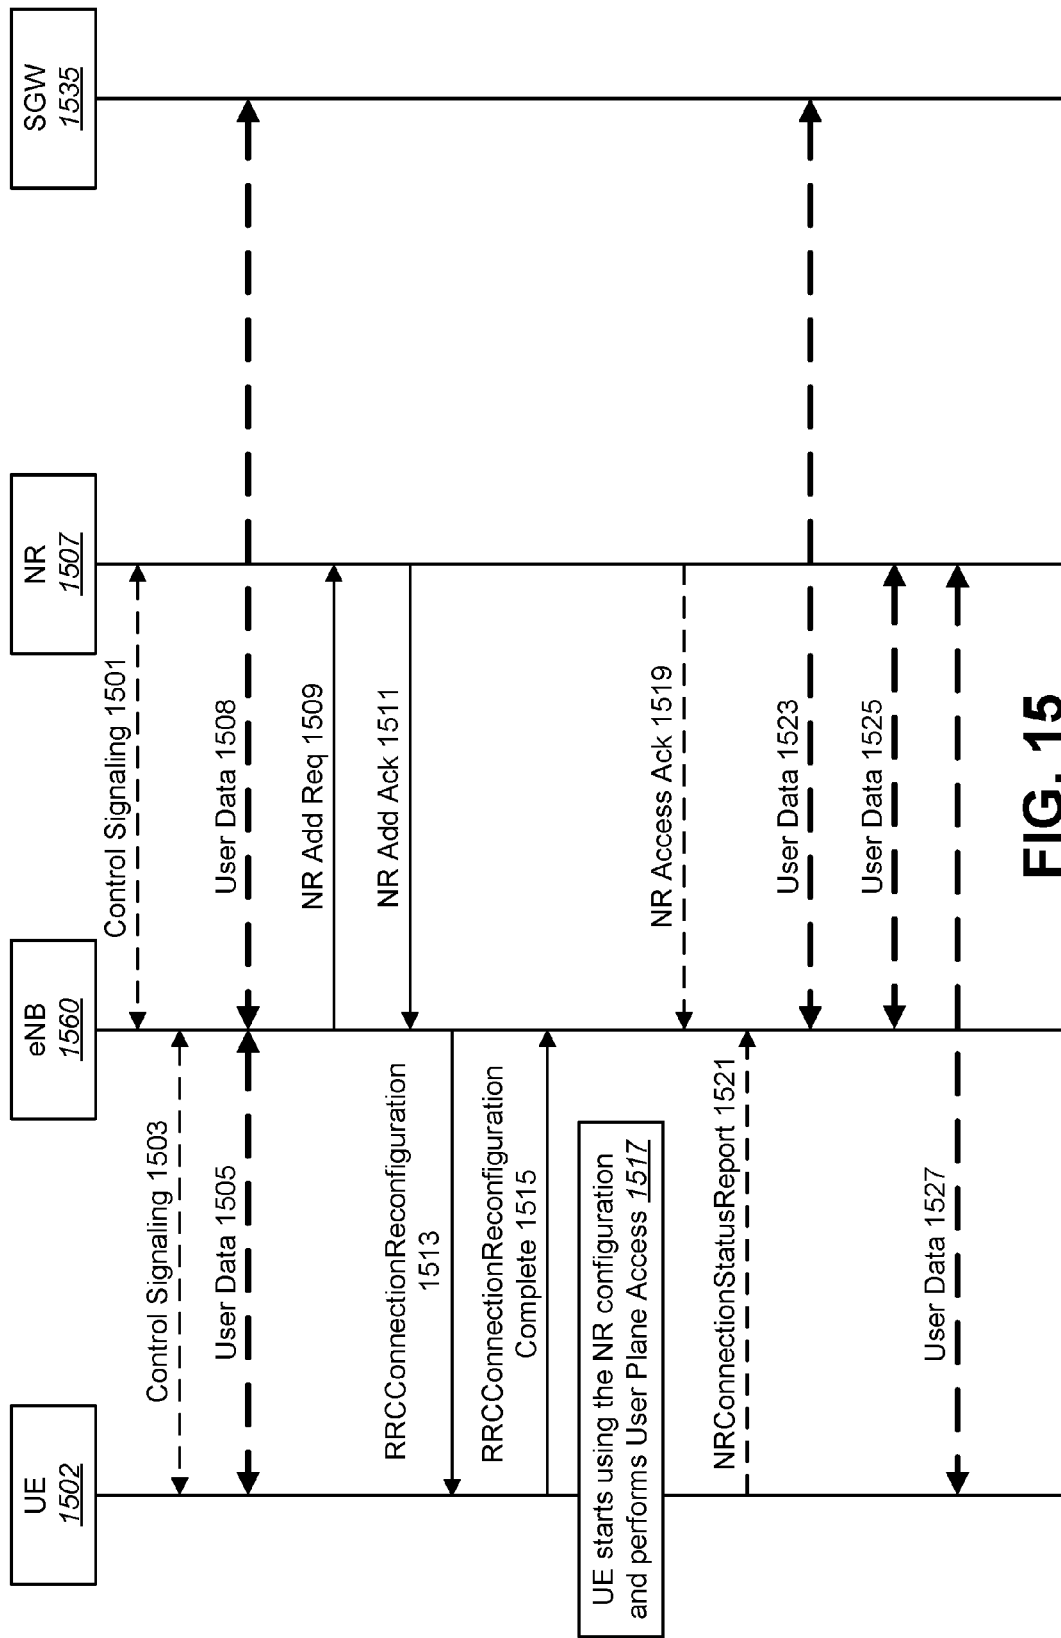 UE
1502
eNB
1560
NR
1507
SGW
1535
Control Signaling 1501
Control Signaling 1503
User Data 1505
User Data 1508
NR Add Req 1509
NR Add Ack 1511
RRCConnectionReconfiguration
1513
RRCConnectionReconfiguration
Complete 1515
UE starts using the NR configuration
and performs User Plane Access 1517
NR Access Ack 1519
NRConnectionStatusReport 1521
User Data 1523
User Data 1525
User Data 1527
FIG. 15